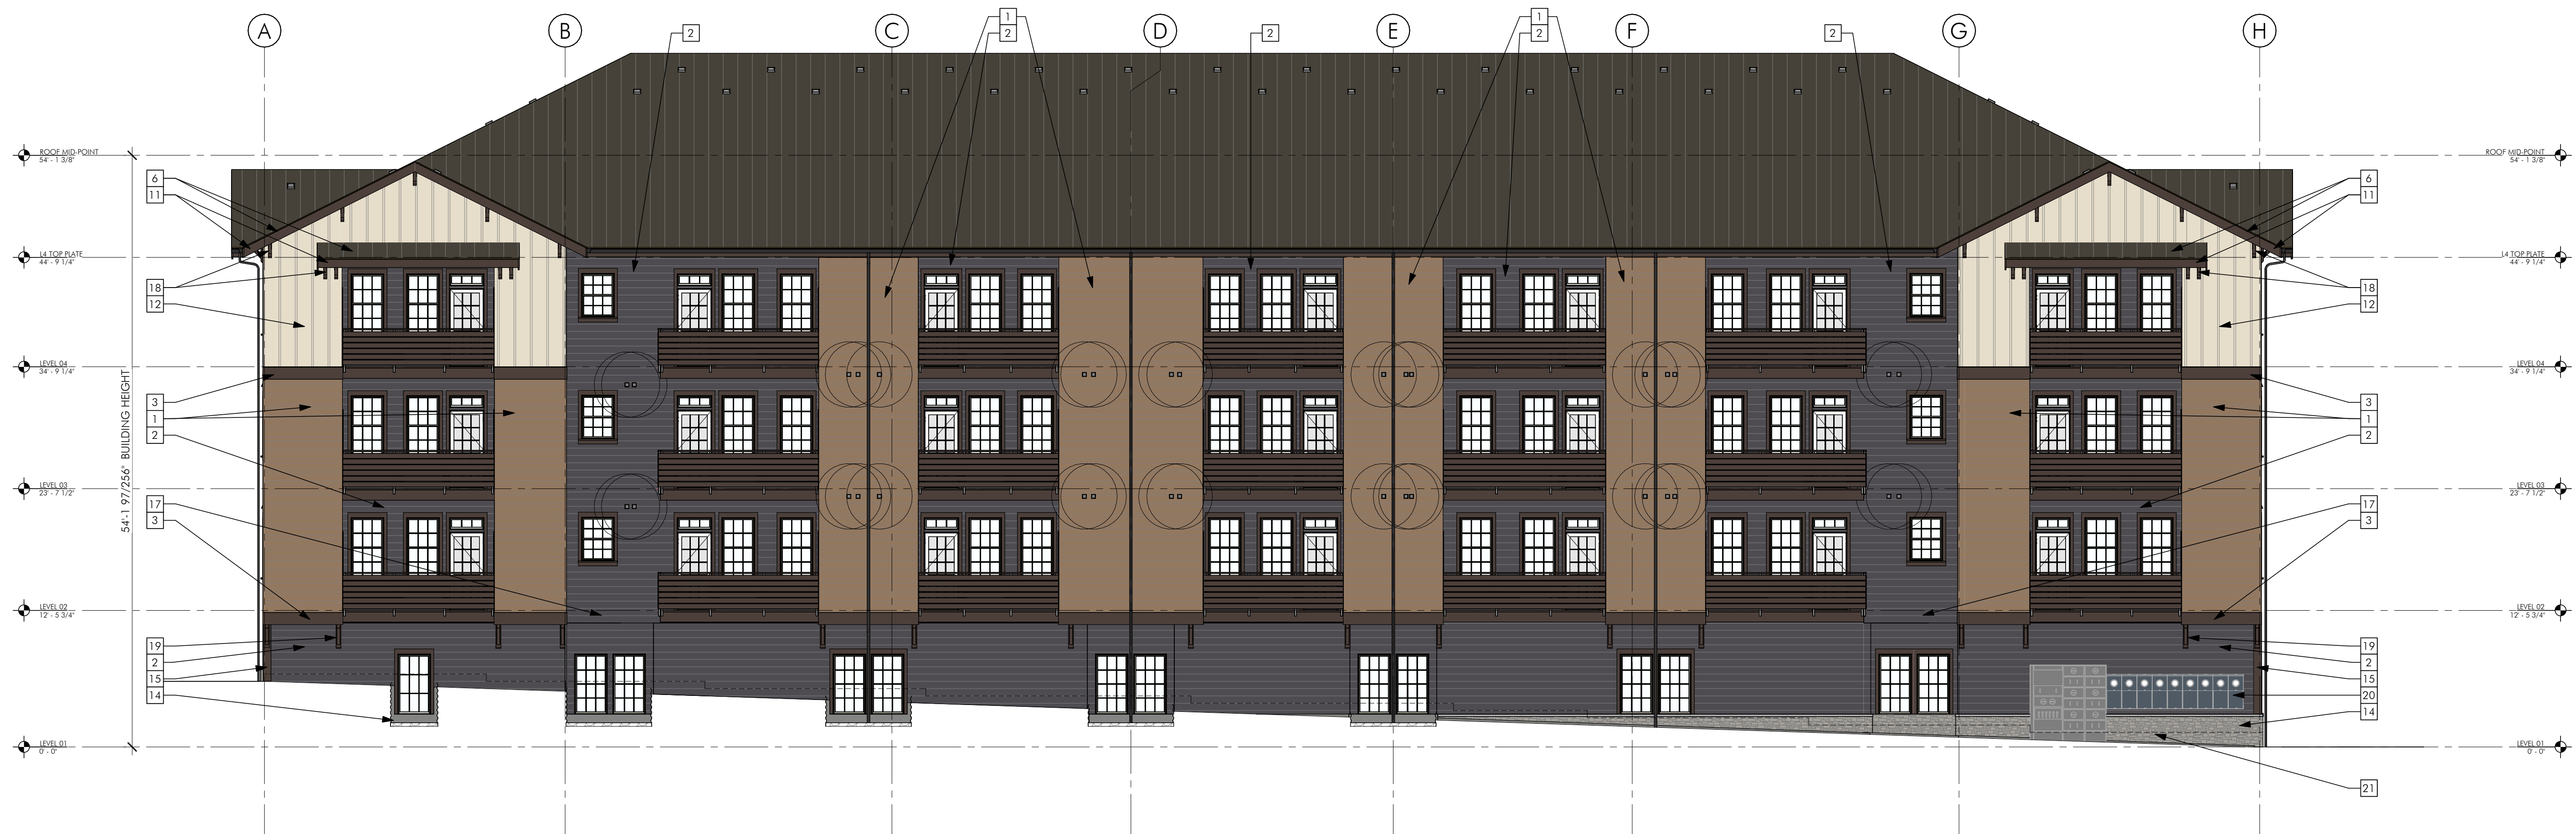 A
B
C
D
E
F
G
H
2
1
2
2
1
2
2
ROOF MID-POINT
54' - 1 3/8"
6
11
L4 TOP PLATE
44' - 9 1/4"
18
12
LEVEL 04
34' - 9 1/4"
3
1
2
LEVEL 03
23' - 7 1/2"
17
3
LEVEL 02
12' - 5 3/4"
19
2
15
14
LEVEL 01
0' - 0"
54'-1 97/256" BUILDING HEIGHT
ROOF MID-POINT
54' - 1 3/8"
6
11
L4 TOP PLATE
44' - 9 1/4"
18
12
LEVEL 04
34' - 9 1/4"
3
1
2
LEVEL 03
23' - 7 1/2"
17
3
LEVEL 02
12' - 5 3/4"
19
2
15
20
14
LEVEL 01
0' - 0"
21